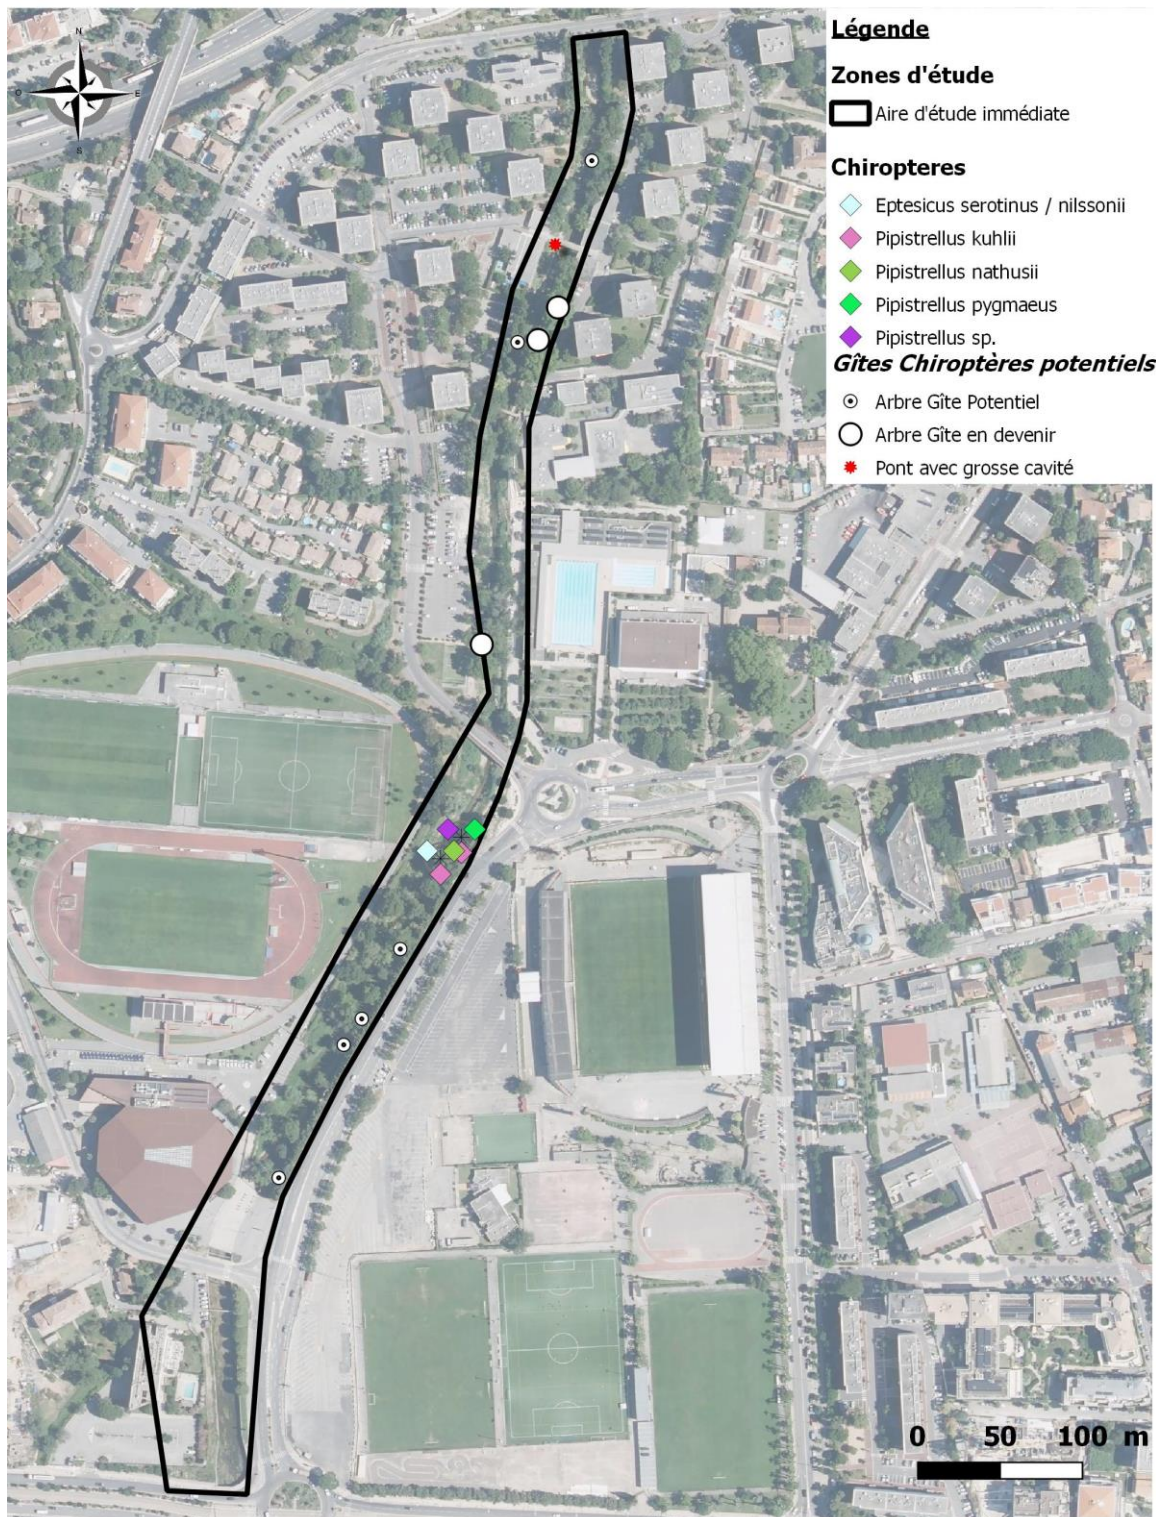 N
O
E
S
Légende
Zones d'étude
Aire d'étude immédiate
Chiropteres
Eptesicus serotinus / nilssonii
Pipistrellus kuhlii
Pipistrellus nathusii
Pipistrellus pygmaeus
Pipistrellus sp.
Gîtes Chiroptères potentiels
Arbre Gîte Potentiel
Arbre Gîte en devenir
Pont avec grosse cavité
0 50 100 m